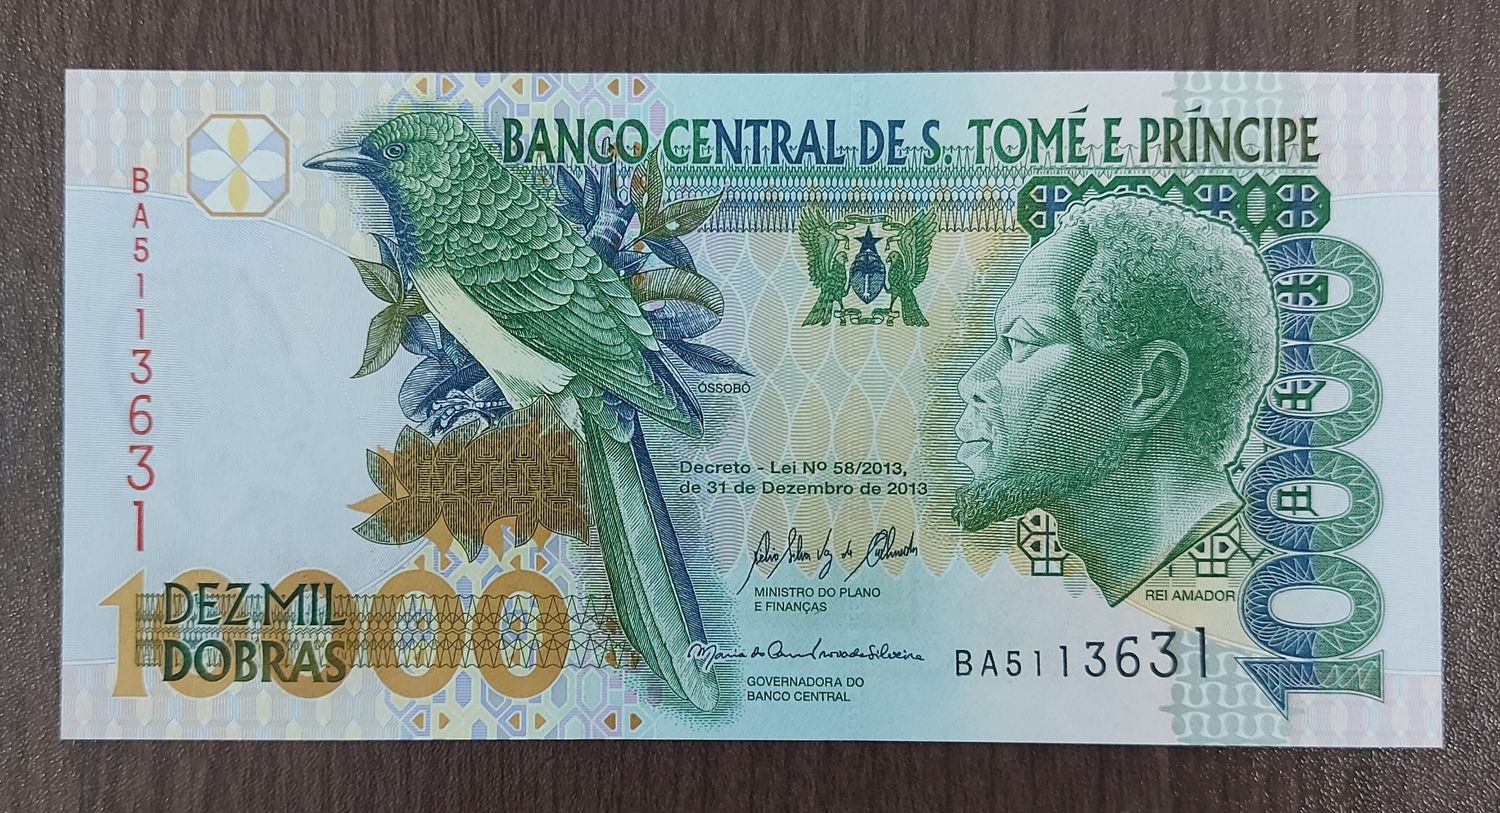 BANCO CENTRAL DE S. TOMÉ E PRÍNCIPE
BA5113631
ÓSSOBÓ
Decreto - Lei Nº 58/2013,
de 31 de Dezembro de 2013
MINISTRO DO PLANO
E FINANÇAS
REI AMADOR
10000
DEZ MIL
DOBRAS
10000
GOVERNADORA DO
BANCO CENTRAL
BA5113631